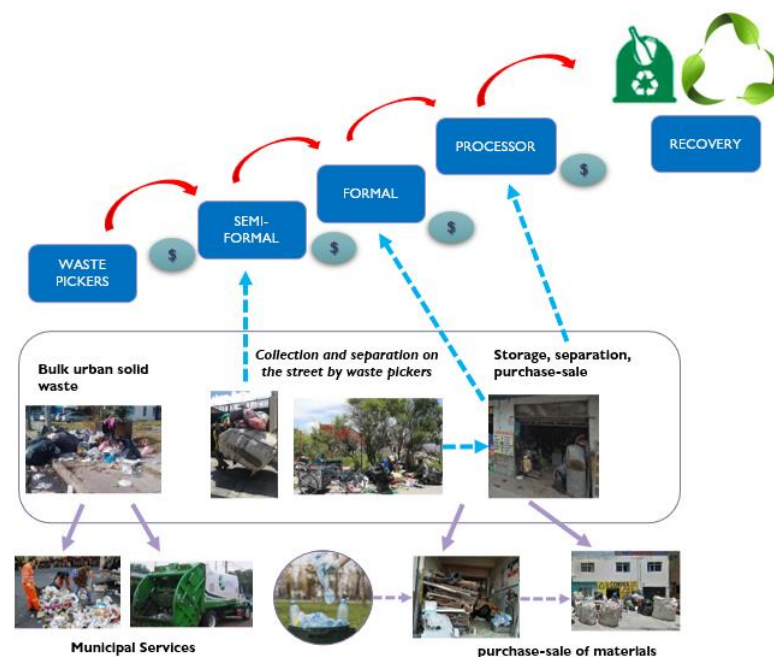 PROCESSOR
RECOVERY
$
FORMAL
$
SEMI-
FORMAL
$
WASTE
PICKERS
$
Bulk urban solid
waste
Collection and separation on
the street by waste pickers
Storage, separation,
purchase-sale
Municipal Services
purchase-sale of materials